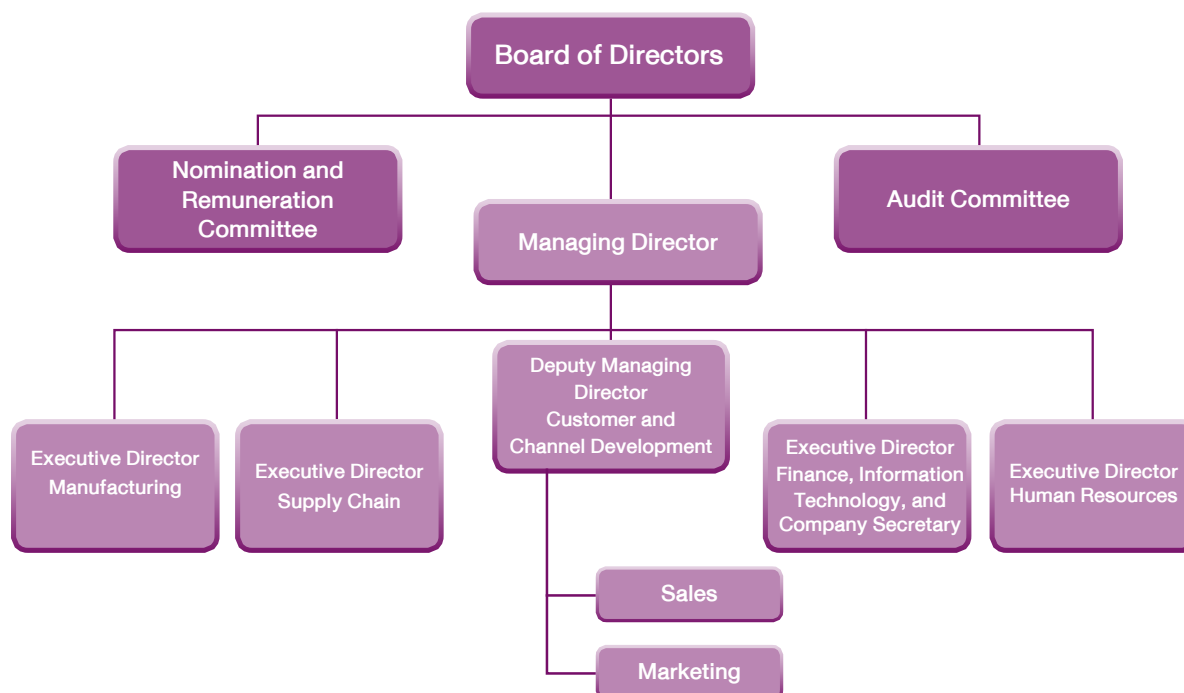 Board of Directors
Nomination and
Remuneration
Committee
Audit Committee
Managing Director
Deputy Managing
Director
Customer and
Channel Development
Executive Director
Manufacturing
Executive Director
Supply Chain
Executive Director
Finance, Information
Technology, and
Company Secretary
Executive Director
Human Resources
Sales
Marketing